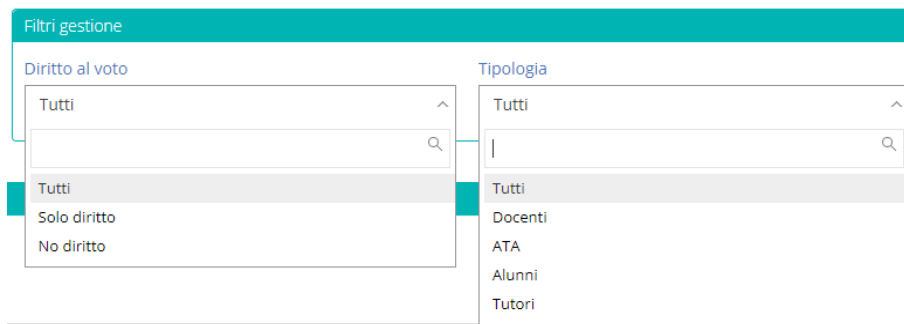 Filtri gestione
Diritto al voto
Tutti
Tutti
Solo diritto
No diritto
Tipologia
Tutti
Tutti
Docenti
ATA
Alunni
Tutori